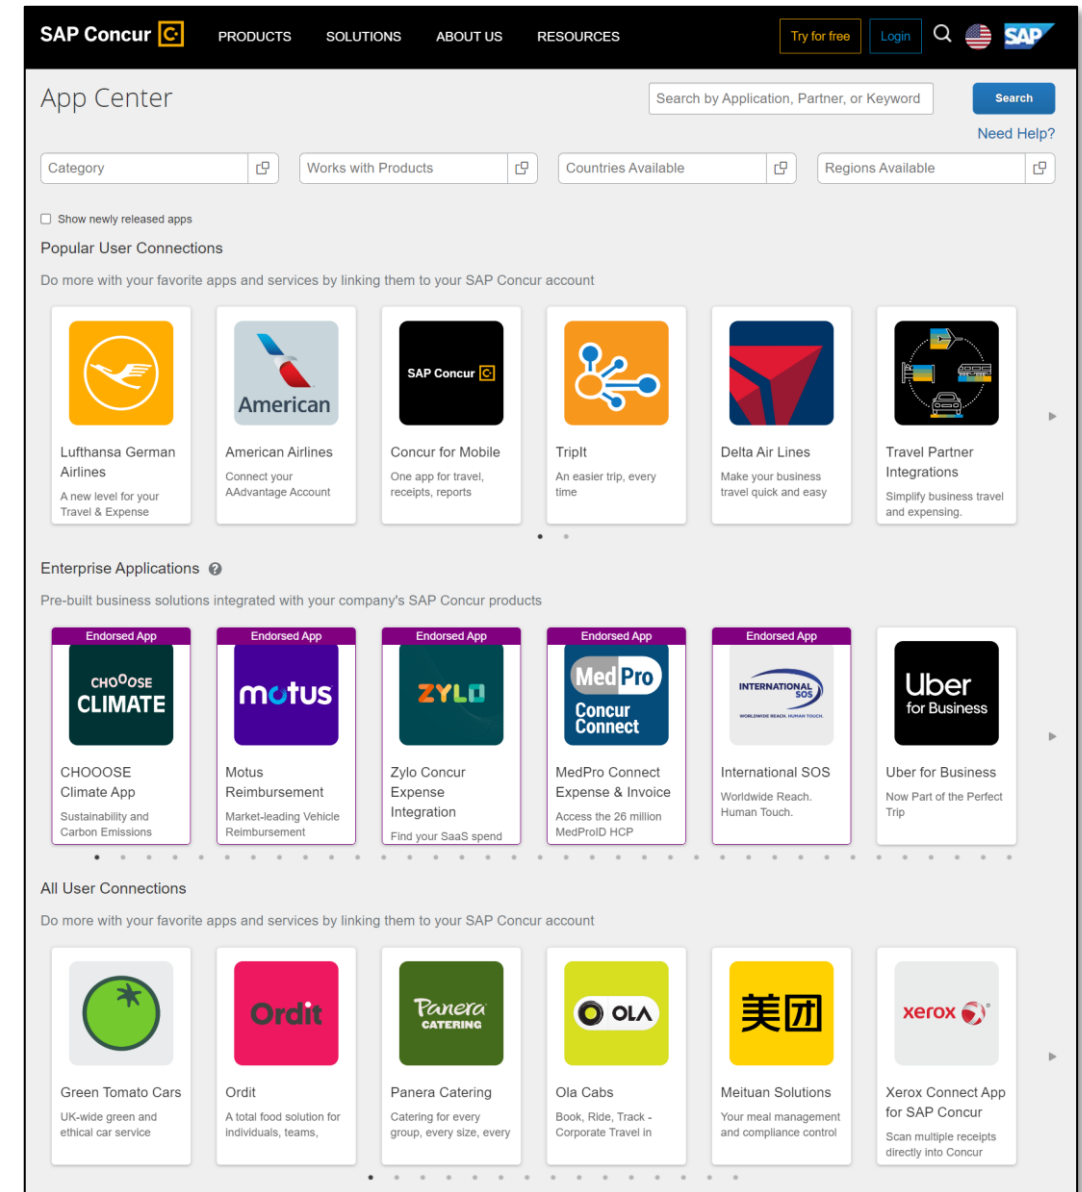 SAP Concur C PRODUCTS SOLUTIONS ABOUT US RESOURCES Try for free Login SAP
App Center
Search by Application, Partner, or Keyword
Search
Need Help?
Category
Works with Products
Countries Available
Regions Available
Show newly released apps
Popular User Connections
Do more with your favorite apps and services by linking them to your SAP Concur account
Lufthansa German
Airlines
A new level for your
Travel & Expense
American
American Airlines
Connect your
AAdvantage Account
SAP Concur C
Concur for Mobile
One app for travel,
receipts, reports
TripIt
An easier trip, every
time
Delta Air Lines
Make your business
travel quick and easy
Travel Partner
Integrations
Simplify business travel
and expensing.
Enterprise Applications ?
Pre-built business solutions integrated with your company's SAP Concur products
Endorsed App
CHOOOSE
CLIMATE
CHOOOSE
Climate App
Sustainability and
Carbon Emissions
Endorsed App
motus
Motus
Reimbursement
Market-leading Vehicle
Reimbursement
Endorsed App
ZYLO
Zylo Concur
Expense
Integration
Find your SaaS spend
Endorsed App
MedPro
Concur
Connect
MedPro Connect
Expense & Invoice
Access the 26 million
MedProID HCP
Endorsed App
INTERNATIONAL
SOS
WORLDWIDE REACH. HUMAN TOUCH.
International SOS
Worldwide Reach.
Human Touch.
Uber
for Business
Uber for Business
Now Part of the Perfect
Trip
All User Connections
Do more with your favorite apps and services by linking them to your SAP Concur account
Green Tomato Cars
UK-wide green and
ethical car service
Ordit
Ordit
A total food solution for
individuals, teams,
Panera
CATERING
Panera Catering
Catering for every
group, every size, every
OLA
Ola Cabs
Book, Ride, Track -
Corporate Travel in
美团
Meituan Solutions
Your meal management
and compliance control
xerox
Xerox Connect App
for SAP Concur
Scan multiple receipts
directly into Concur